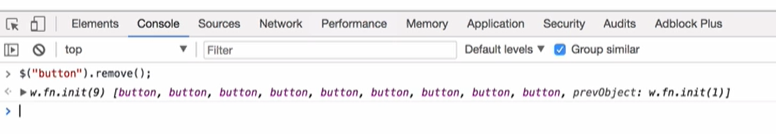 Elements Console Sources Network Performance Memory Application Security Audits Adblock Plus
top ▼ Filter Default levels ▼ Group similar
> $("button").remove();
<· ▶w.fn.init(9) [button, button, button, button, button, button, button, button, button, prevObject: w.fn.init(1)]
>